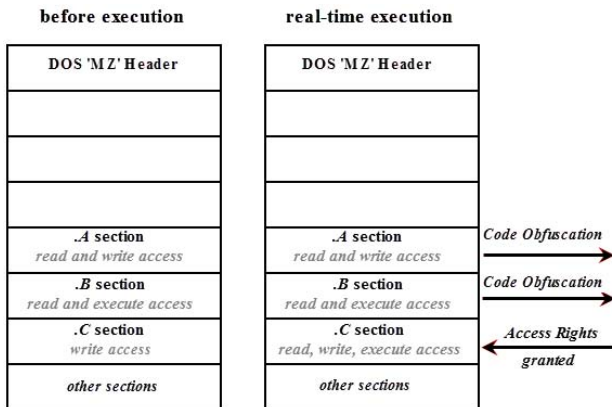 before execution
real-time execution
DOS 'MZ' Header
DOS 'MZ' Header
.A section
read and write access
.A section
read and write access
Code Obfuscation
.B section
read and execute access
.B section
read and execute access
Code Obfuscation
.C section
write access
.C section
read, write, execute access
Access Rights
granted
other sections
other sections